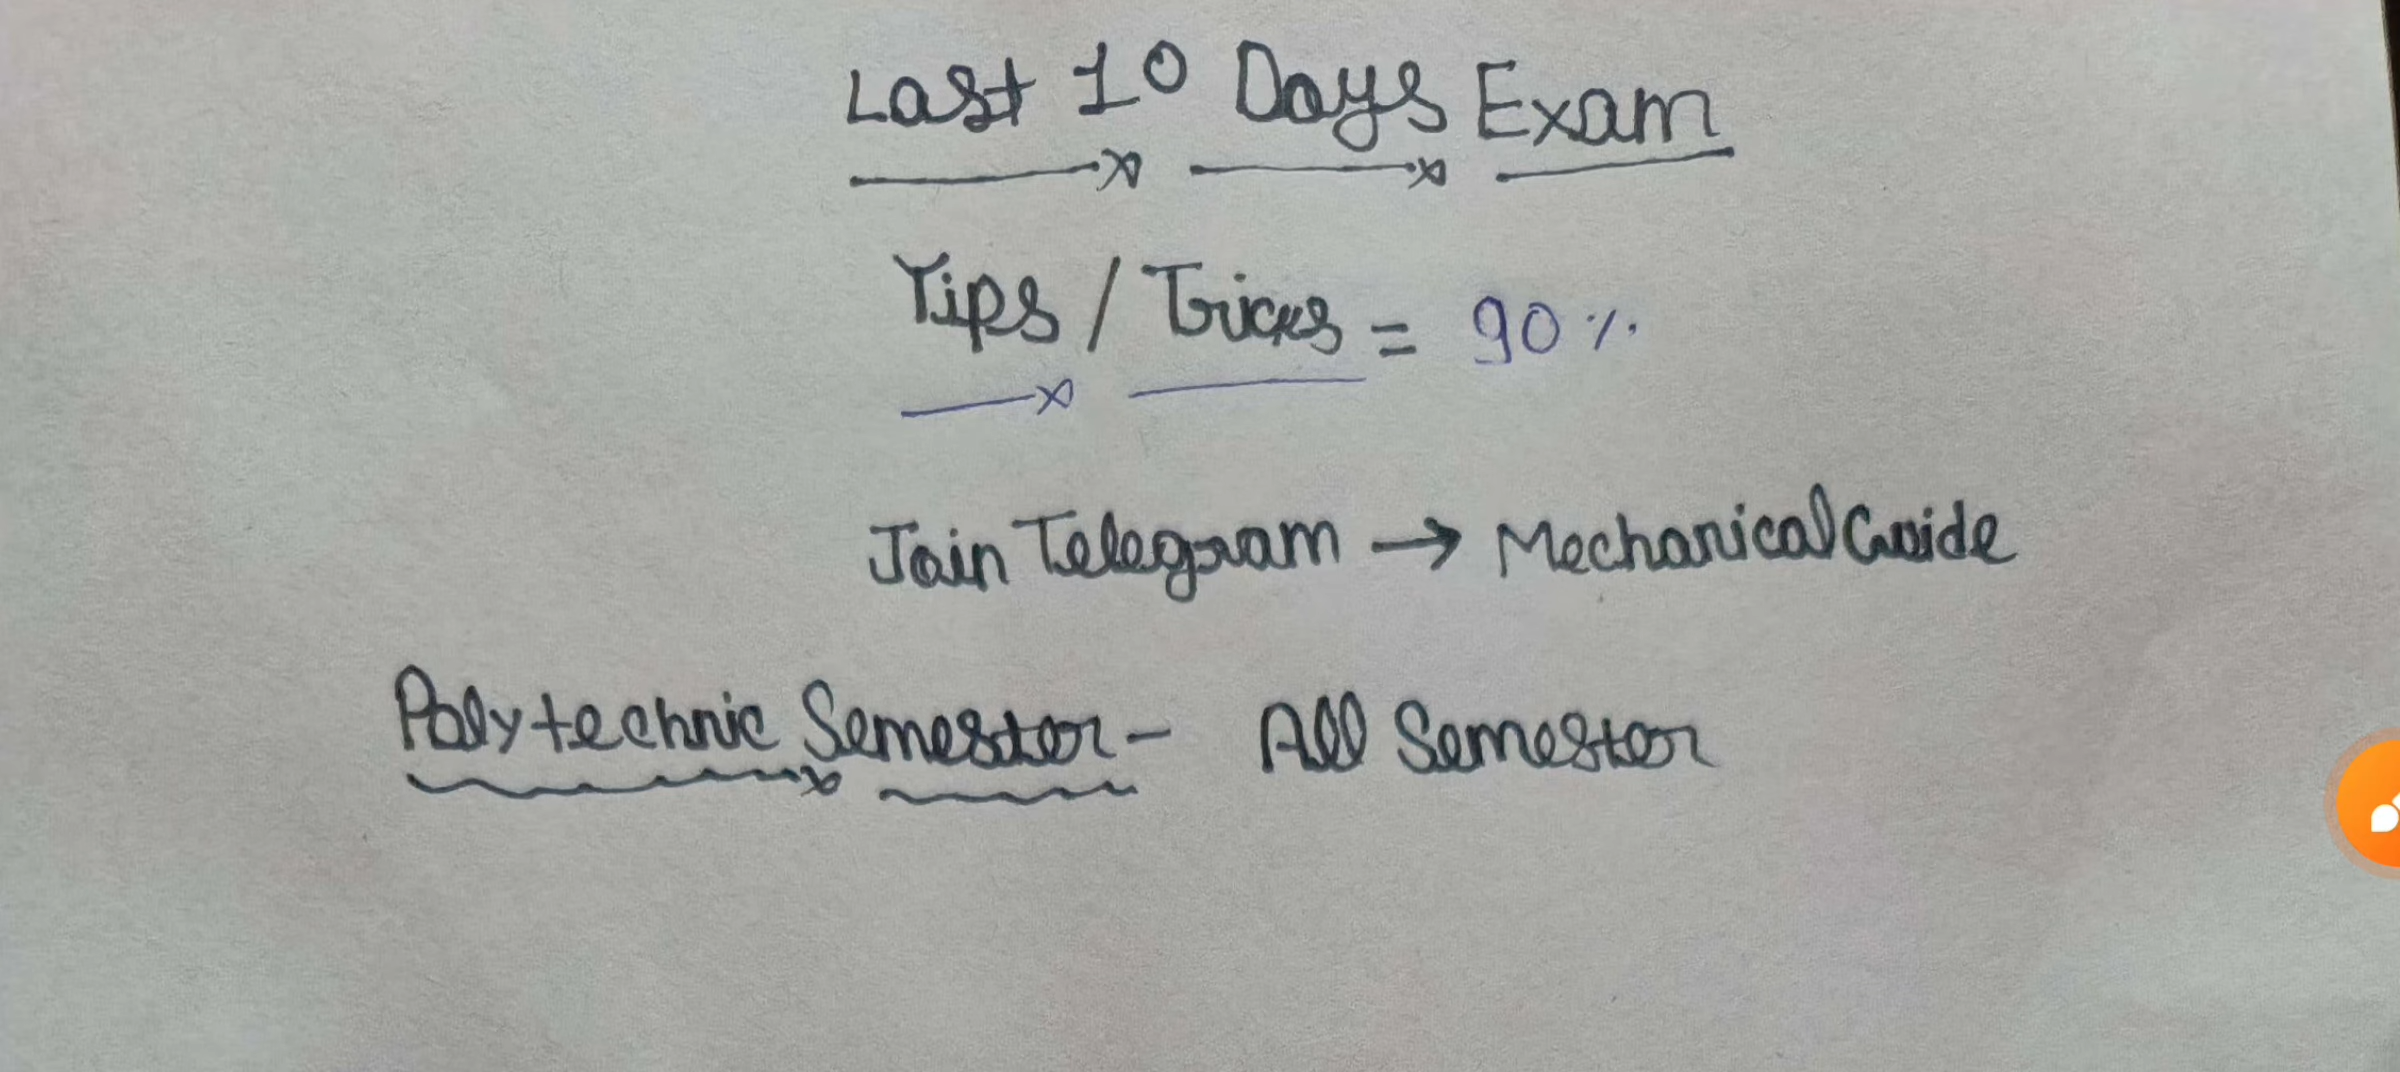 Last 10 Days Exam
Tips / Tricks = 90%
Join Telegram → Mechanical Guide
Polytechnic Semester - All Semester